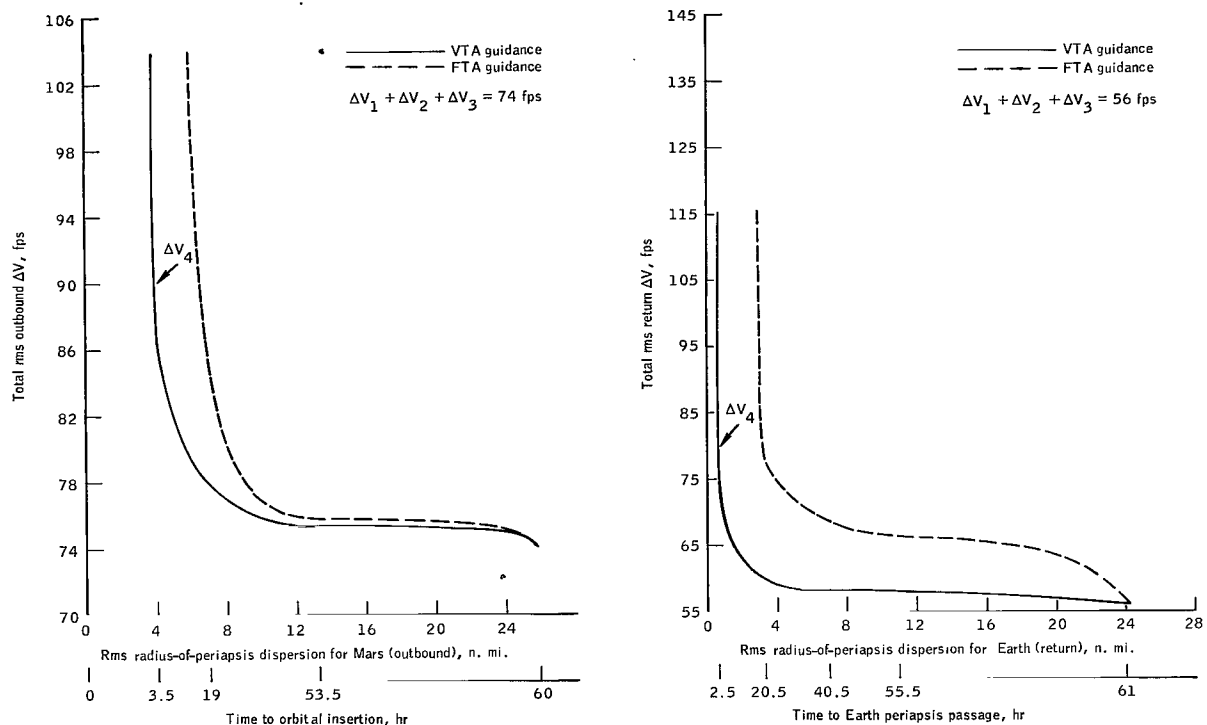 106
102
98
94
90
86
82
78
74
70
Total rms outbound ΔV, fps
VTA guidance
FTA guidance
ΔV1 + ΔV2 + ΔV3 = 74 fps
ΔV4
0 4 8 12 16 20 24
Rms radius-of-periapsis dispersion for Mars (outbound), n. mi.
0 3.5 19 53.5 60
Time to orbital insertion, hr
145
135
125
115
105
95
85
75
65
55
Total rms return ΔV, fps
VTA guidance
FTA guidance
ΔV1 + ΔV2 + ΔV3 = 56 fps
ΔV4
0 4 8 12 16 20 24 28
Rms radius-of-periapsis dispersion for Earth (return), n. mi.
2.5 20.5 40.5 55.5 61
Time to Earth periapsis passage, hr